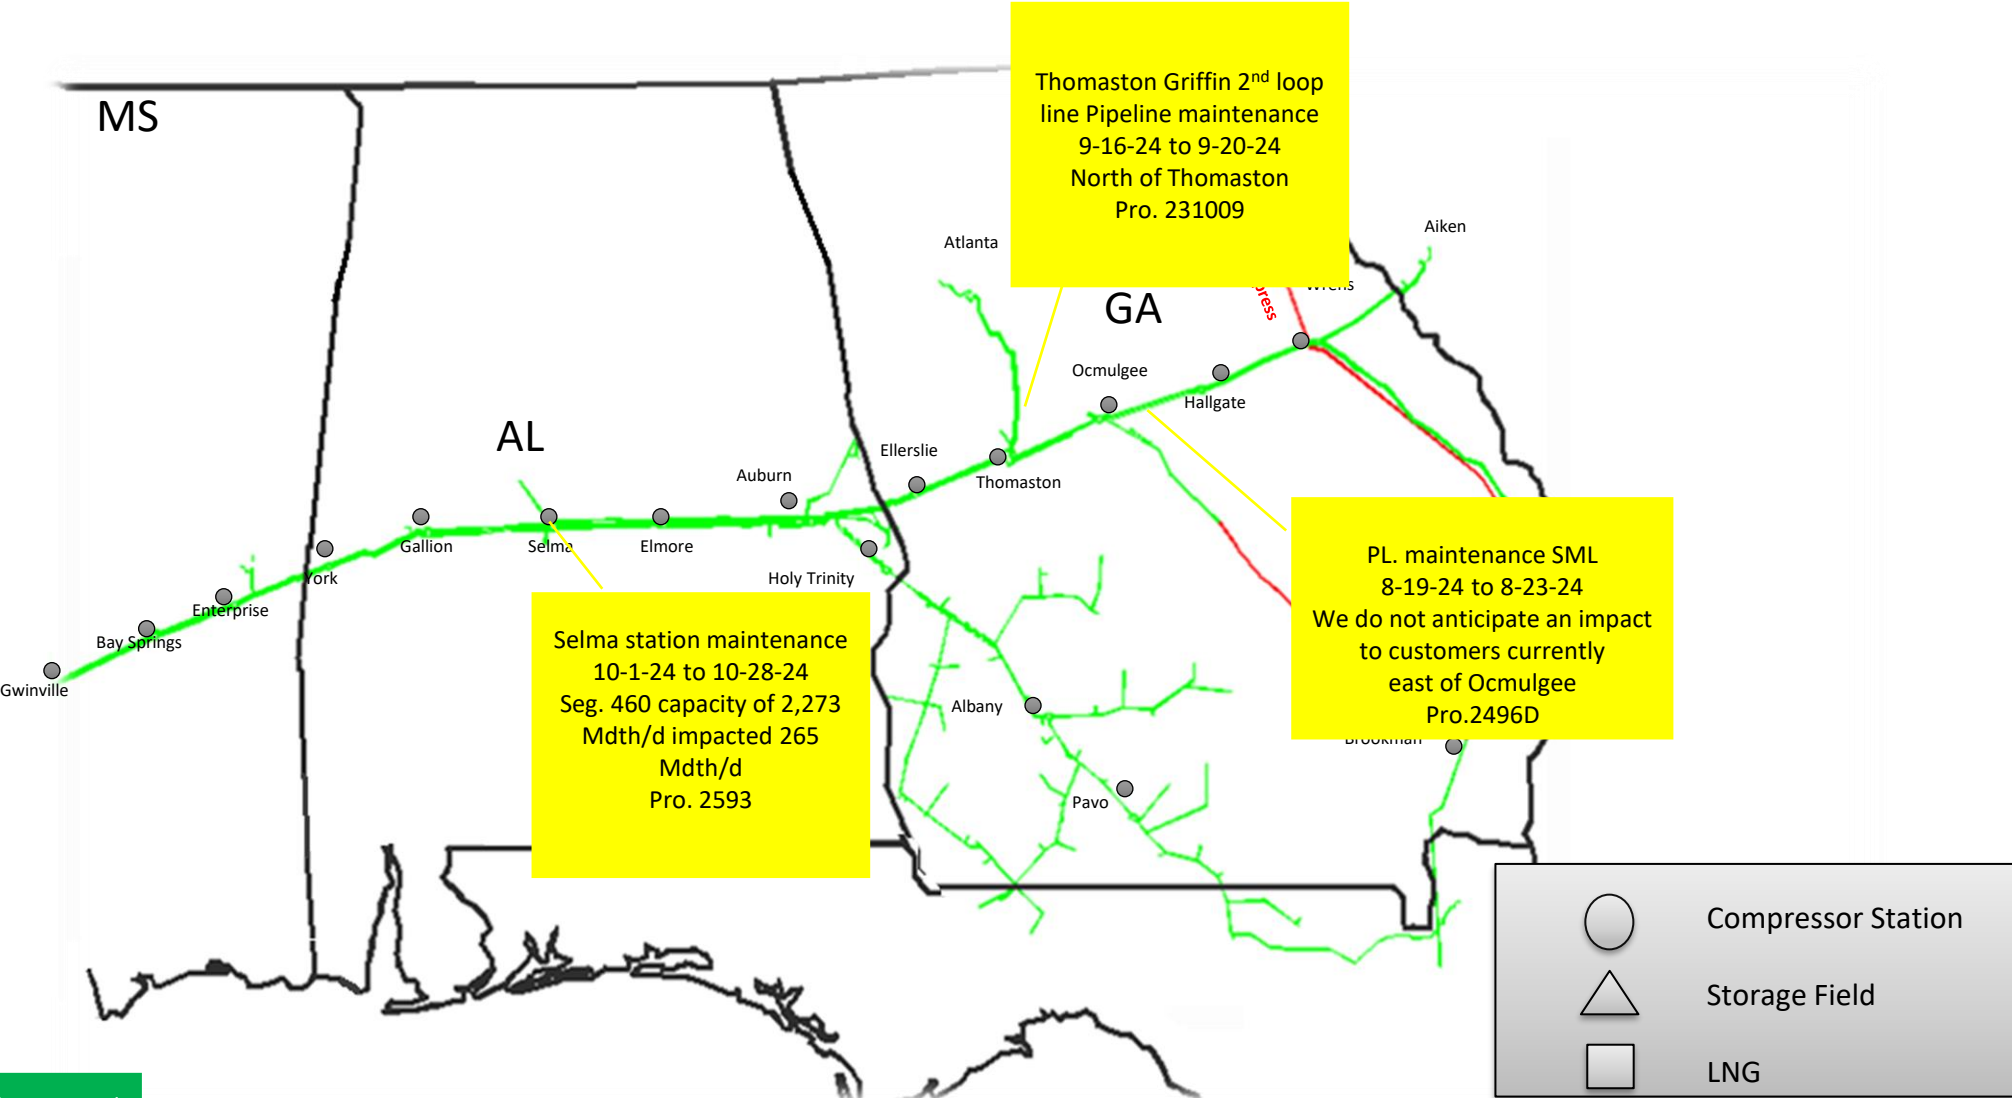 MS
Thomaston Griffin 2nd loop
line Pipeline maintenance
9-16-24 to 9-20-24
North of Thomaston
Pro. 231009
Atlanta
Aiken
GA
Ocmulgee
Hallgate
AL
Ellerslie
Auburn
Thomaston
Gallion
Selma
Elmore
York
Holy Trinity
Enterprise
Bay Springs
Gwinville
PL. maintenance SML
8-19-24 to 8-23-24
We do not anticipate an impact
to customers currently
east of Ocmulgee
Pro.2496D
Selma station maintenance
10-1-24 to 10-28-24
Seg. 460 capacity of 2,273
Mdth/d impacted 265
Mdth/d
Pro. 2593
Albany
Brookman
Pavo
Compressor Station
Storage Field
LNG